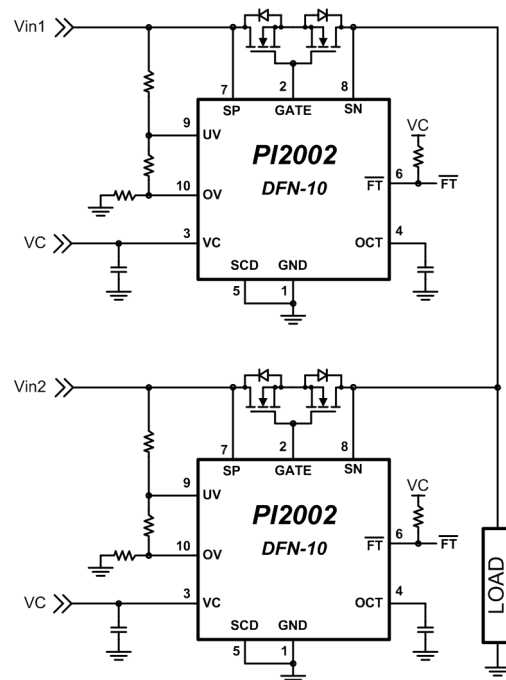 Vin1
7
2
8
SP
GATE
SN
VC
9
UV
PI2002
6
FT
FT
DFN-10
10
OV
VC
3
VC
OCT
4
SCD
GND
5
1
Vin2
7
2
8
SP
GATE
SN
VC
9
UV
PI2002
6
FT
FT
DFN-10
10
OV
VC
3
VC
OCT
4
SCD
GND
5
1
LOAD